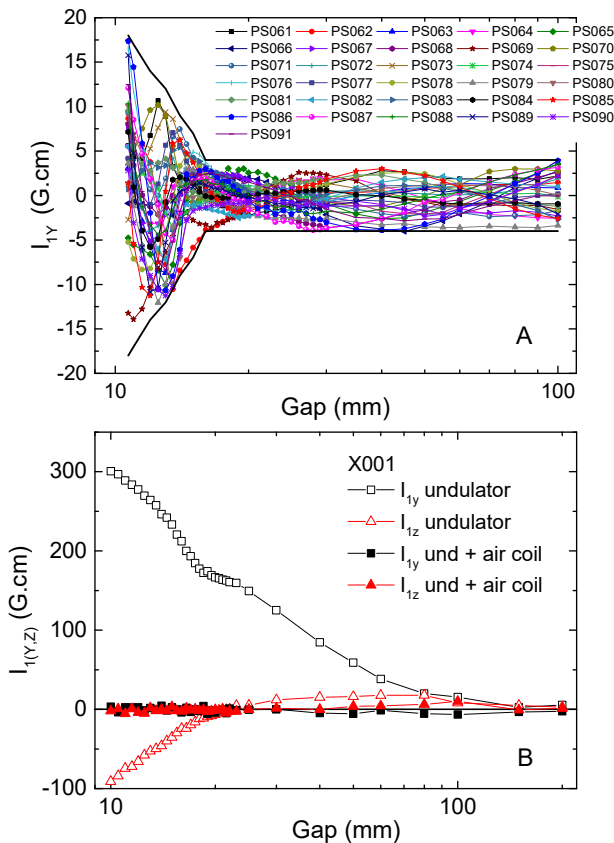 PS061 PS062 PS063 PS064 PS065
PS066 PS067 PS068 PS069 PS070
PS071 PS072 PS073 PS074 PS075
PS076 PS077 PS078 PS079 PS080
PS081 PS082 PS083 PS084 PS085
PS086 PS087 PS088 PS089 PS090
PS091
20
15
10
5
0
-5
-10
-15
-20
I1Y (G.cm)
A
10 100
Gap (mm)
X001
I1y undulator
I1z undulator
I1y und + air coil
I1z und + air coil
300
200
100
0
-100
I1(Y,Z) (G.cm)
B
10 100
Gap (mm)